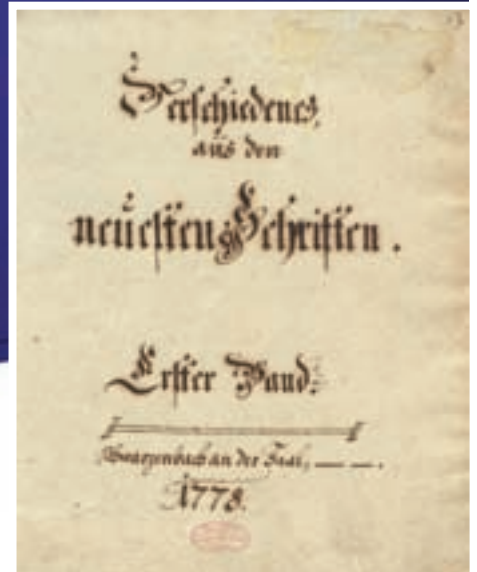 Verschiedenes,
aus den
neuesten Schriften.
Erster Band.
Schwarzenbach an der Saal,
1778.